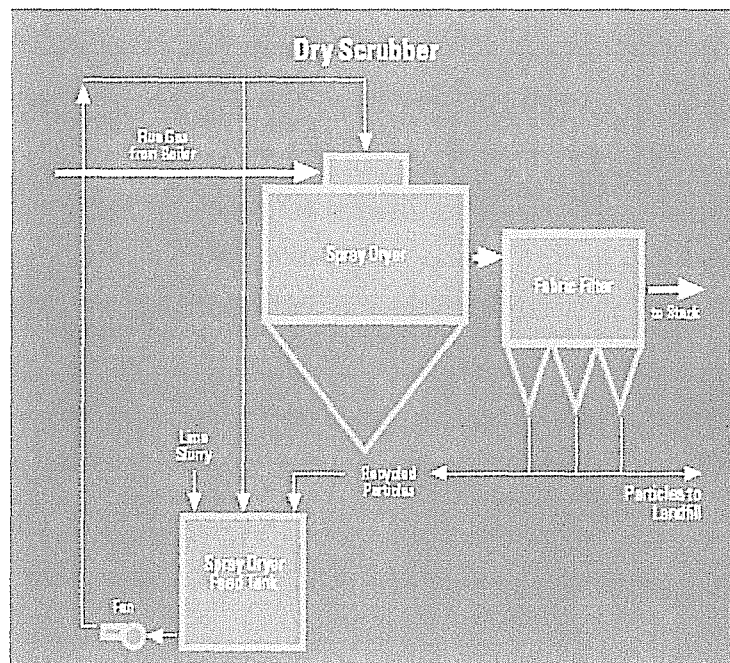 Dry Scrubber
Flue Gas
from Boiler
Spray Dryer
Fabric Filter
to Stack
Lime
Slurry
Recycled
Particles
Particles to
Landfill
Spray Dryer
Feed Tank
Fan